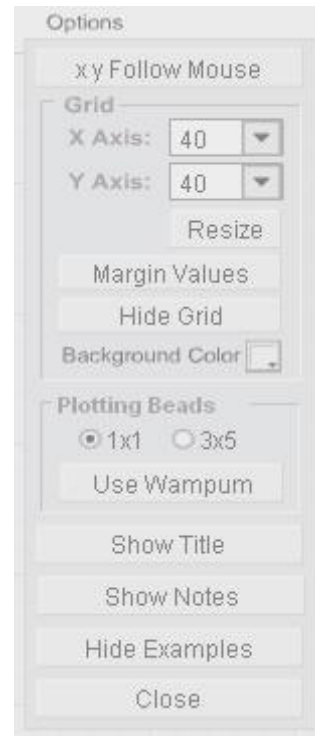 Options
x y Follow Mouse
Grid
X Axis: 40
Y Axis: 40
Resize
Margin Values
Hide Grid
Background Color
Plotting Beads
1x1 3x5
Use Wampum
Show Title
Show Notes
Hide Examples
Close